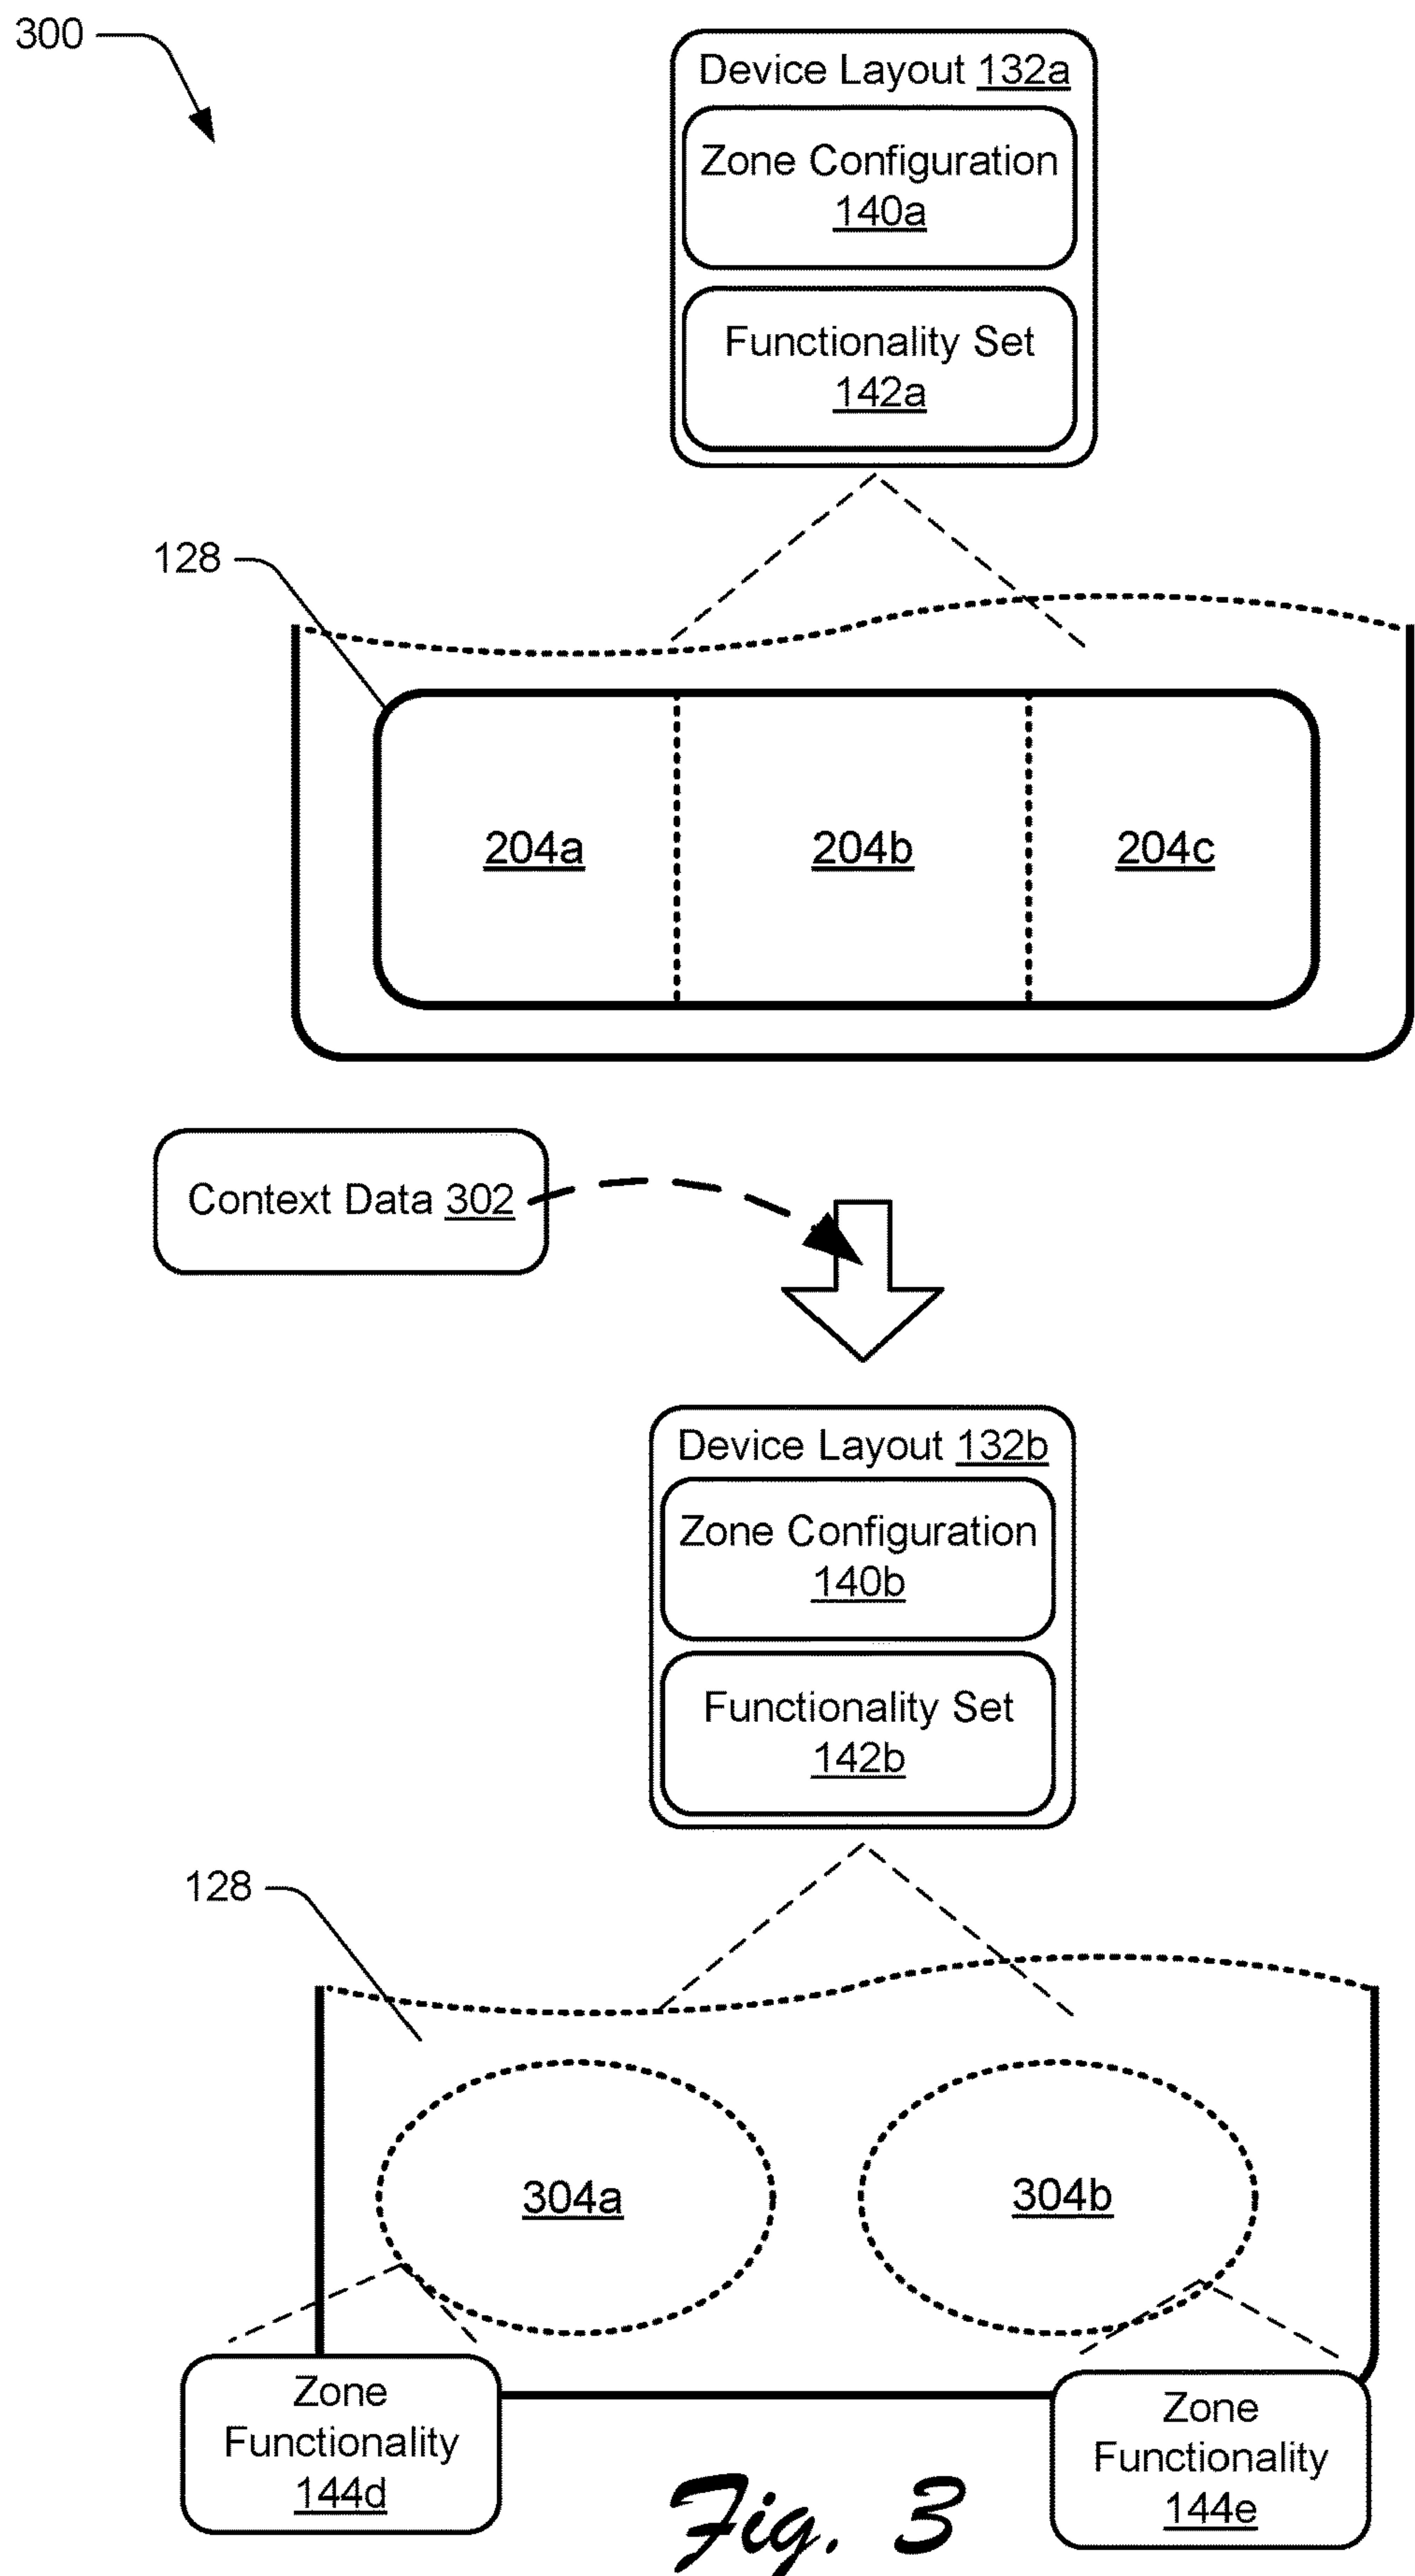 300
Device Layout 132a
Zone Configuration
140a
Functionality Set
142a
128
204a 204b 204c
Context Data 302
Device Layout 132b
Zone Configuration
140b
Functionality Set
142b
128
304a 304b
Zone
Functionality
144d
Zone
Functionality
144e
Fig. 3